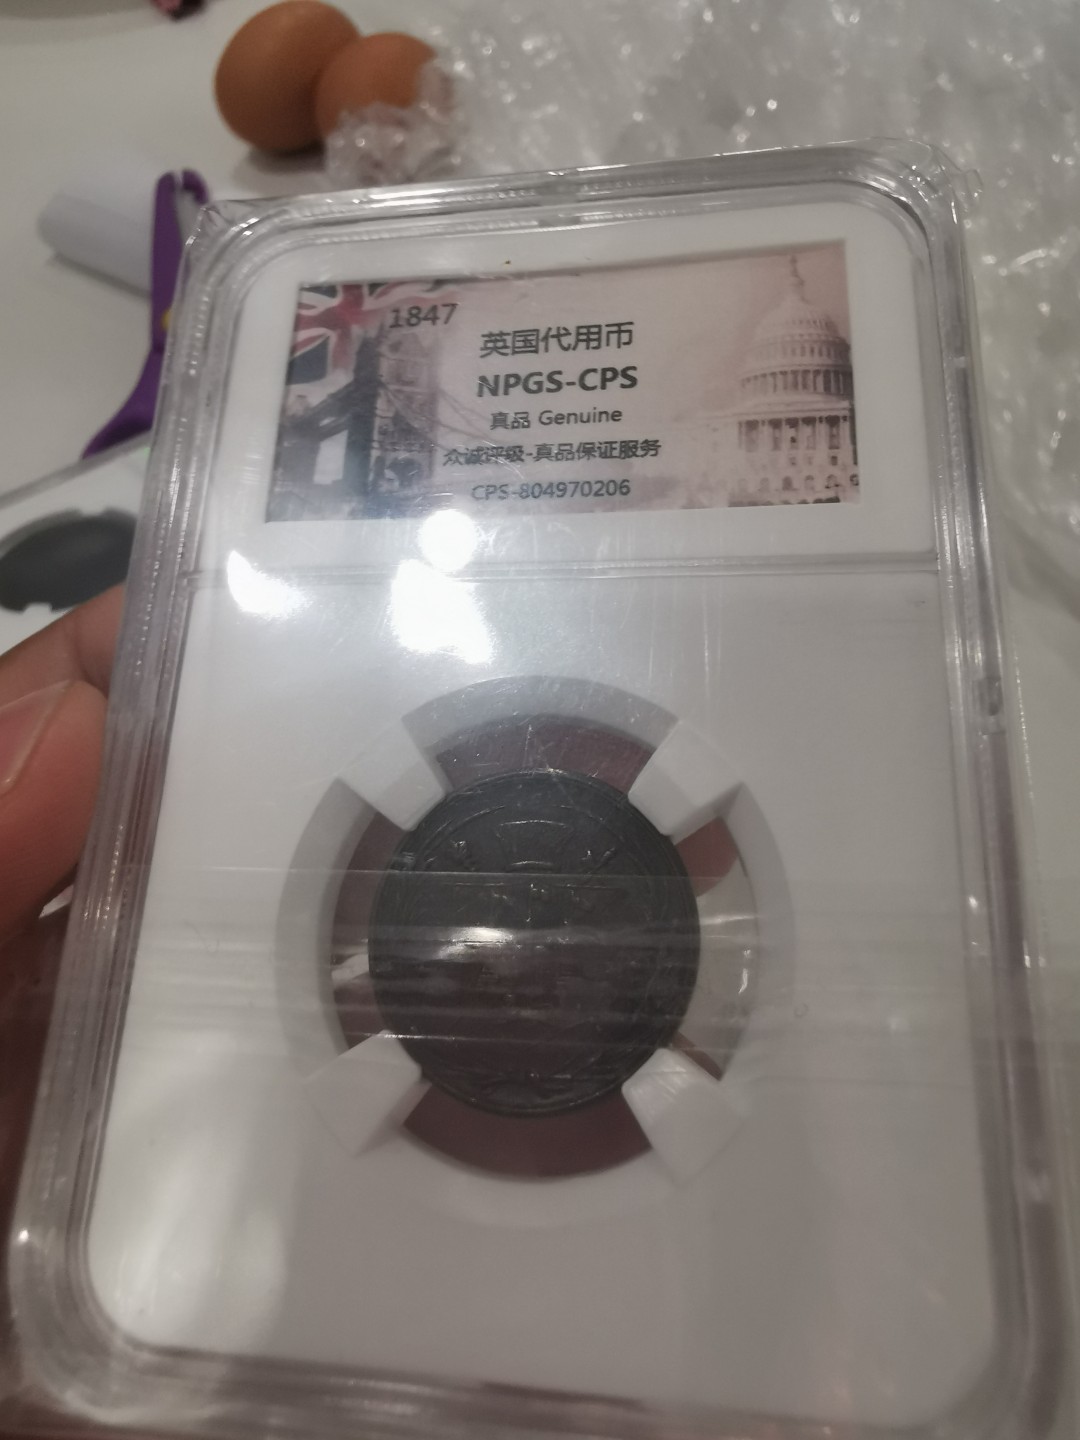 1847
英国代用币
NPGS-CPS
真品 Genuine
众诚评级-真品保证服务
CPS-804970206